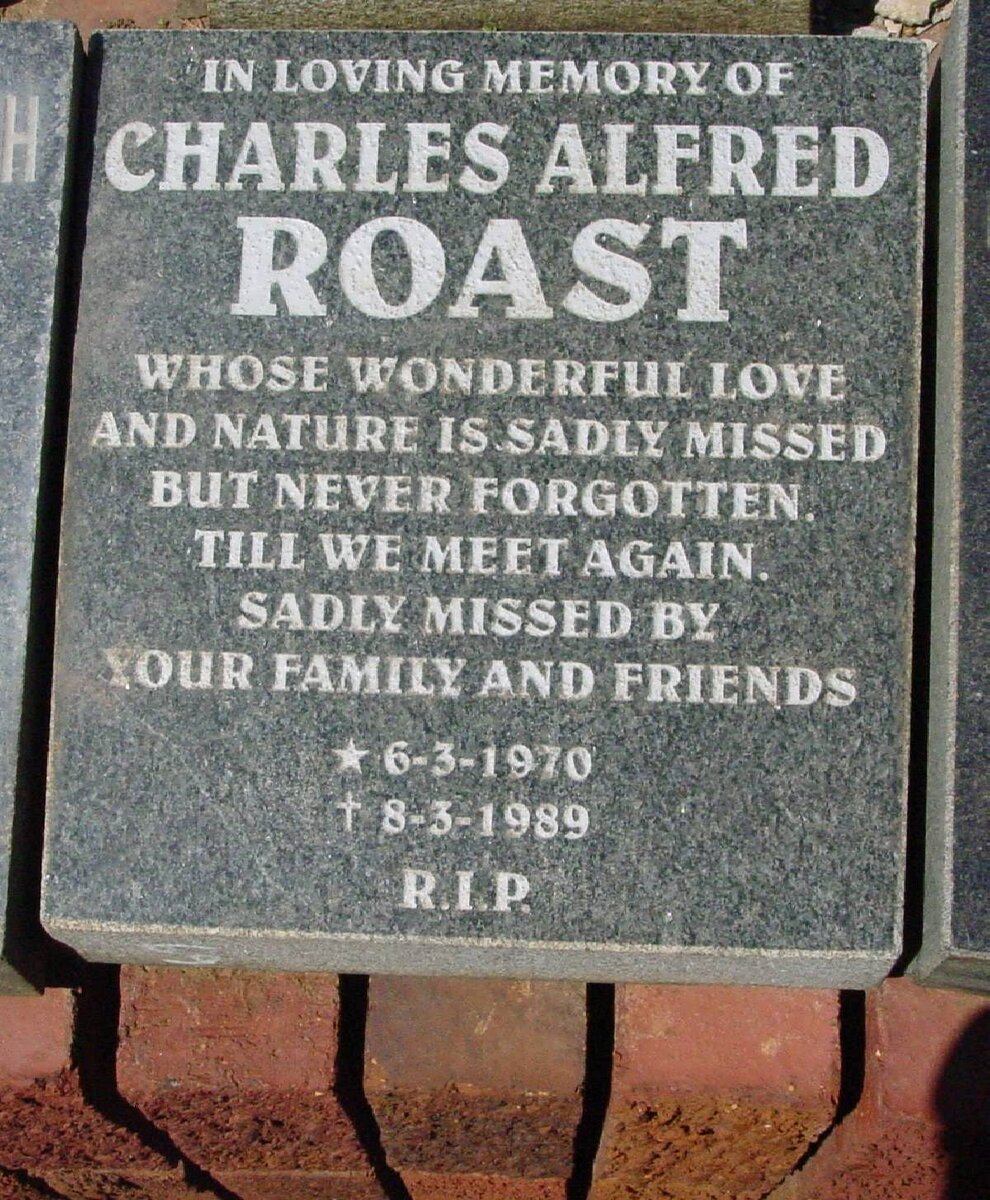 IN LOVING MEMORY OF
CHARLES ALFRED
ROAST
WHOSE WONDERFUL LOVE
AND NATURE IS SADLY MISSED
BUT NEVER FORGOTTEN.
TILL WE MEET AGAIN.
SADLY MISSED BY
YOUR FAMILY AND FRIENDS
★ 6-3-1970
† 8-3-1989
R.I.P.
H